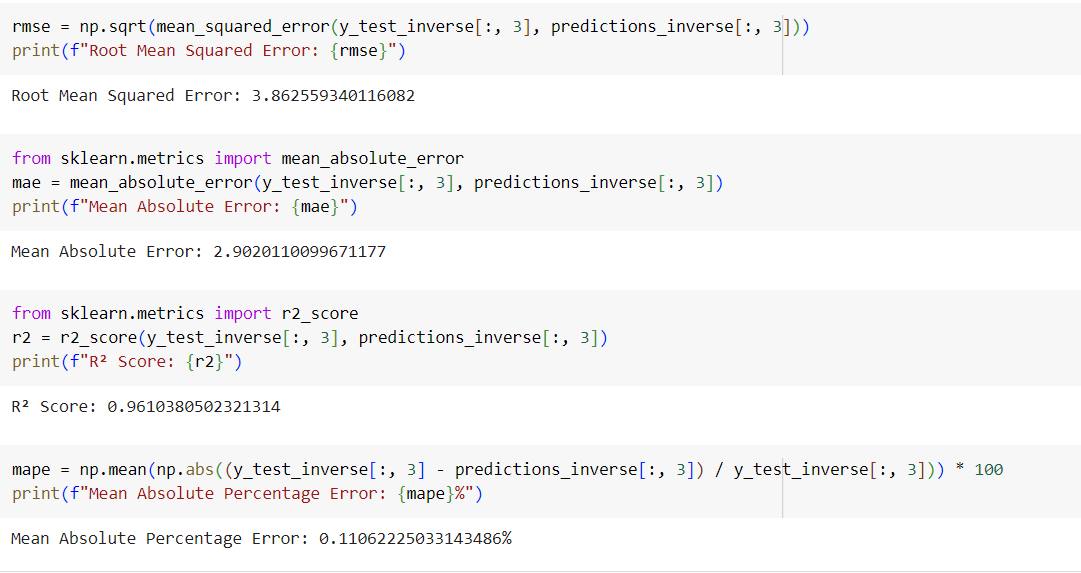 rmse = np.sqrt(mean_squared_error(y_test_inverse[:, 3], predictions_inverse[:, 3]))
print(f"Root Mean Squared Error: {rmse}")
Root Mean Squared Error: 3.862559340116082
from sklearn.metrics import mean_absolute_error
mae = mean_absolute_error(y_test_inverse[:, 3], predictions_inverse[:, 3])
print(f"Mean Absolute Error: {mae}")
Mean Absolute Error: 2.9020110099671177
from sklearn.metrics import r2_score
r2 = r2_score(y_test_inverse[:, 3], predictions_inverse[:, 3])
print(f"R² Score: {r2}")
R² Score: 0.9610380502321314
mape = np.mean(np.abs((y_test_inverse[:, 3] - predictions_inverse[:, 3]) / y_test_inverse[:, 3])) * 100
print(f"Mean Absolute Percentage Error: {mape}%")
Mean Absolute Percentage Error: 0.11062225033143486%